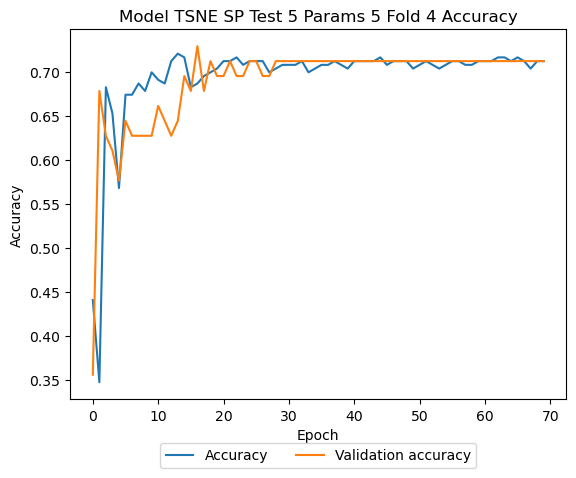 Model TSNE SP Test 5 Params 5 Fold 4 Accuracy
Accuracy
0.70
0.65
0.60
0.55
0.50
0.45
0.40
0.35
0 10 20 30 40 50 60 70
Epoch
Accuracy Validation accuracy